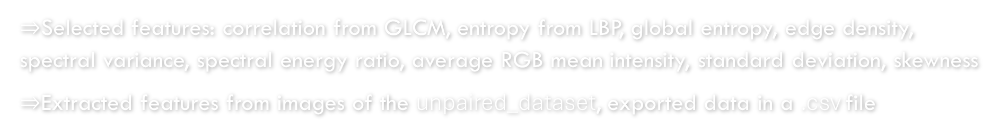 ⇒Selected features: correlation from GLCM, entropy from LBP, global entropy, edge density,
spectral variance, spectral energy ratio, average RGB mean intensity, standard deviation, skewness
⇒Extracted features from images of the unpaired_dataset, exported data in a .csv file